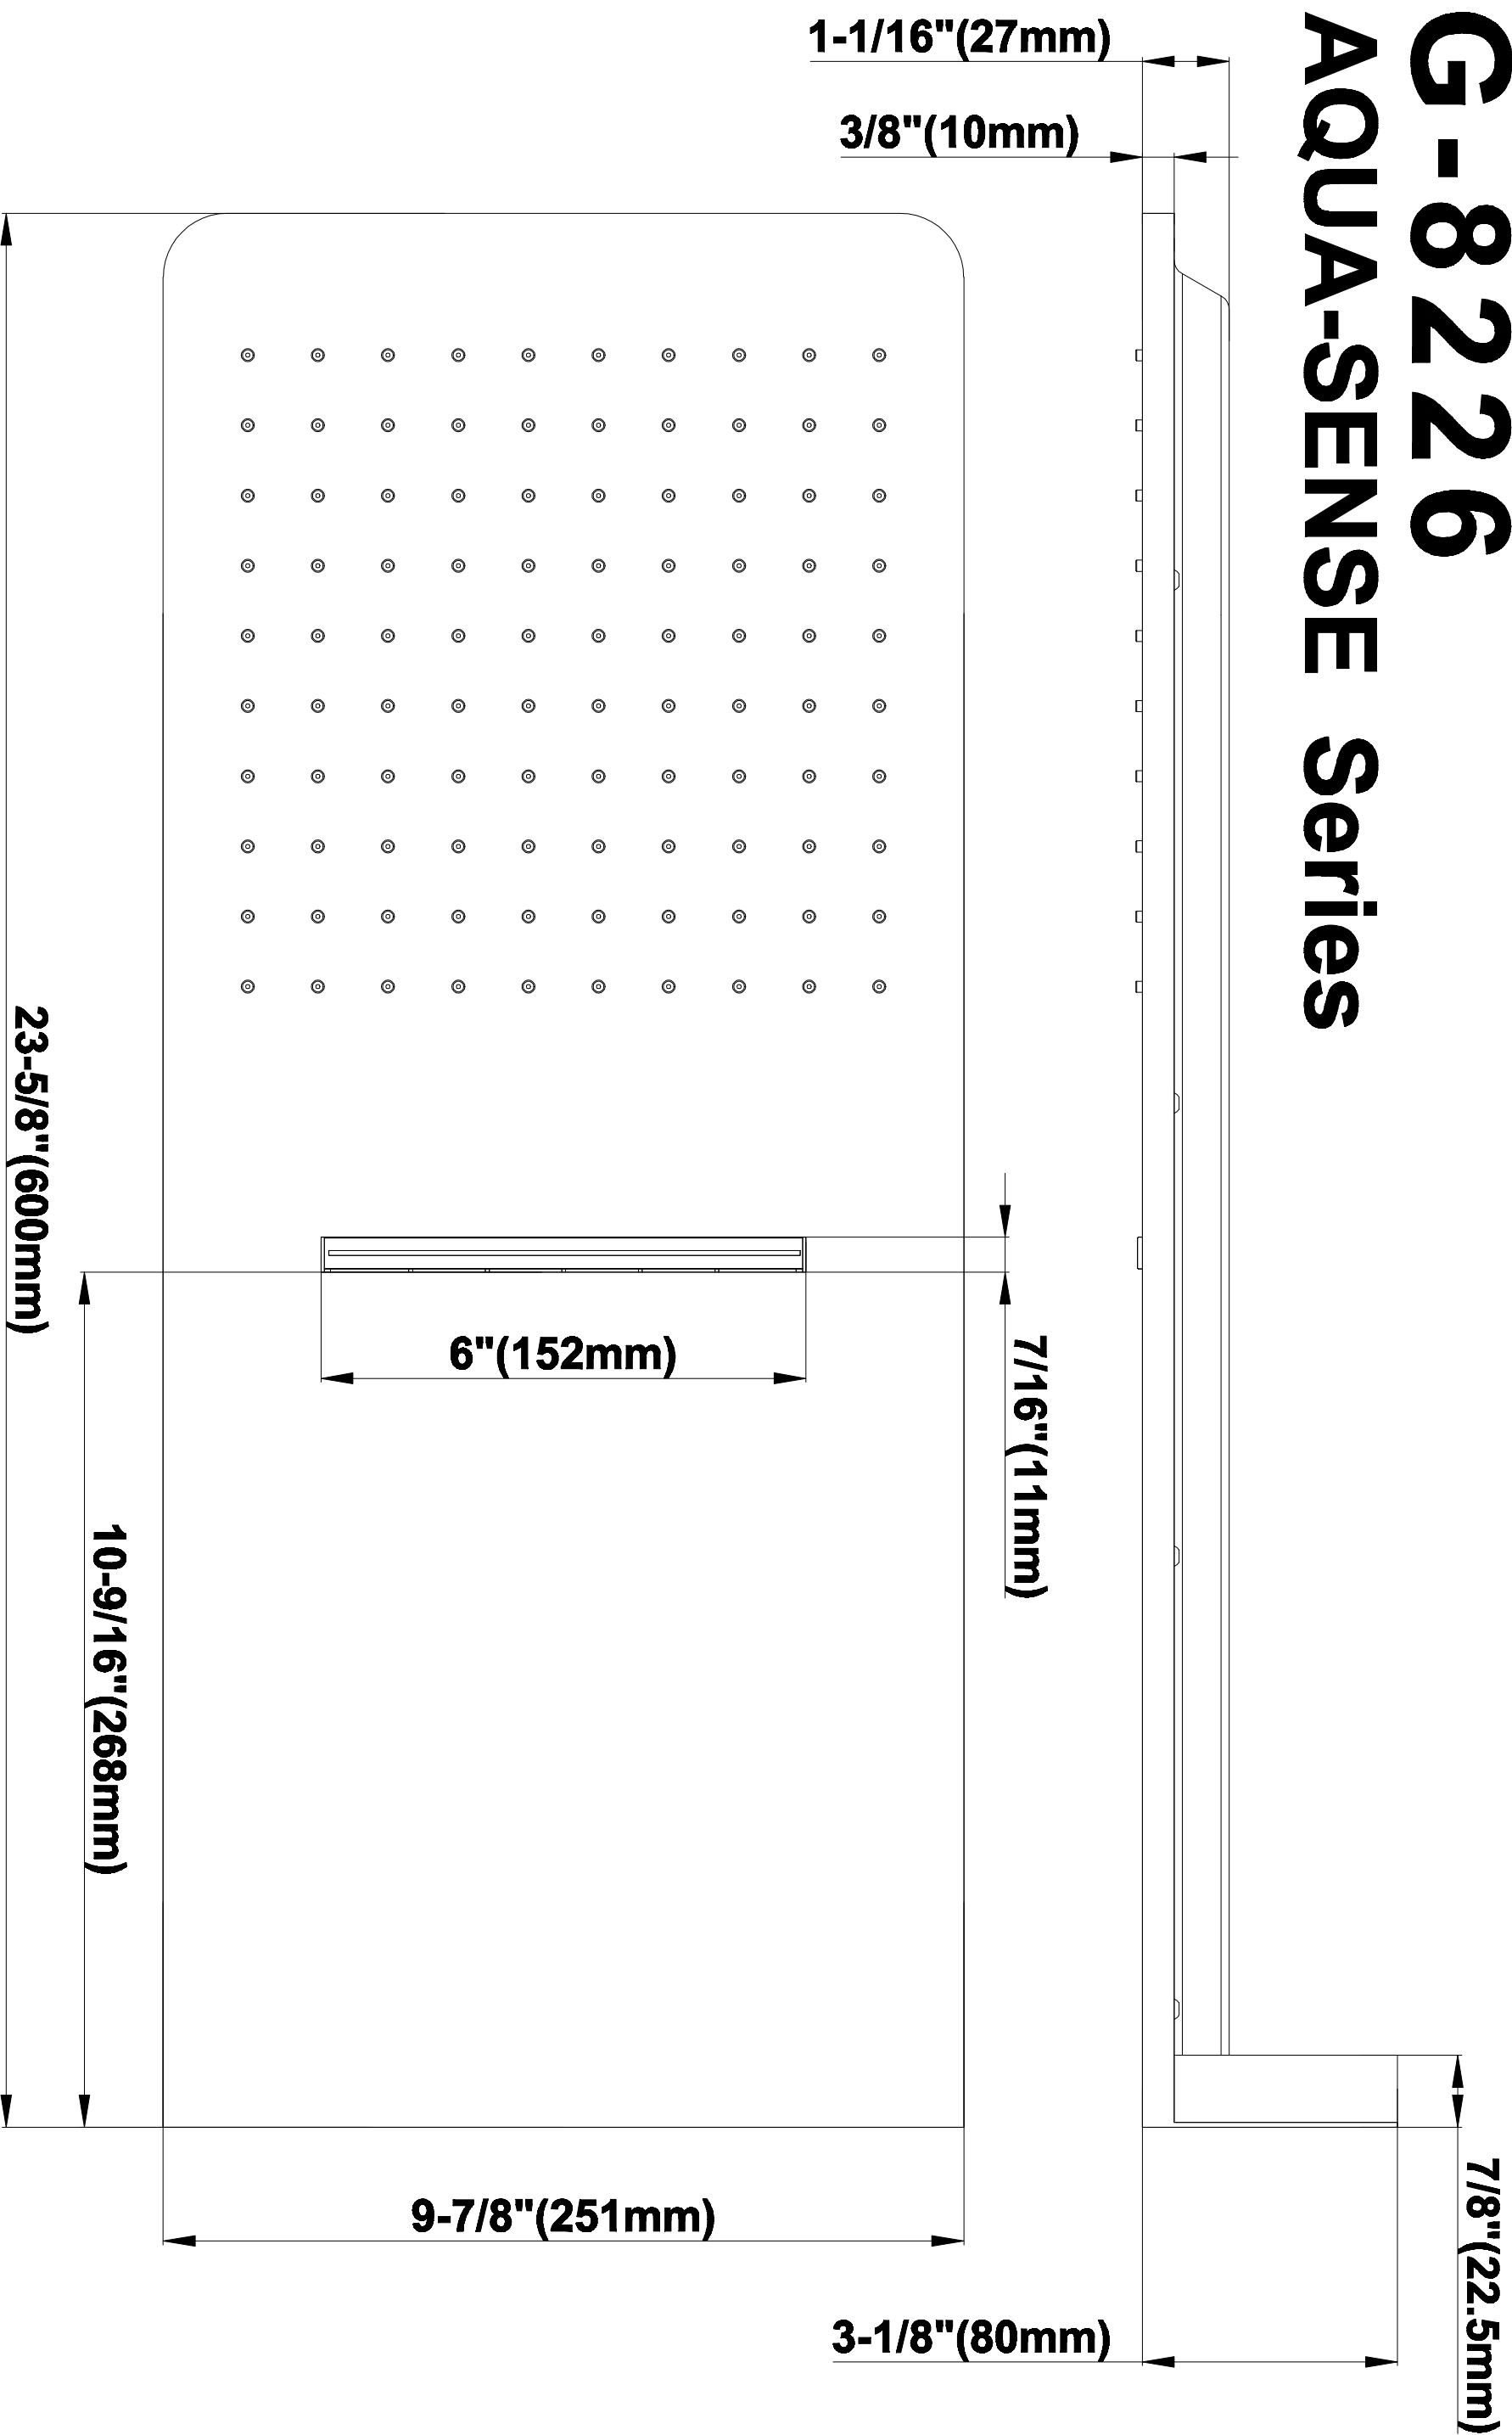 G-8226
AQUA-SENSE Series
1-1/16"(27mm)
3/8"(10mm)
23-5/8"(600mm)
6"(152mm)
7/16"(11mm)
10-9/16"(268mm)
9-7/8"(251mm)
7/8"(22.5mm)
3-1/8"(80mm)